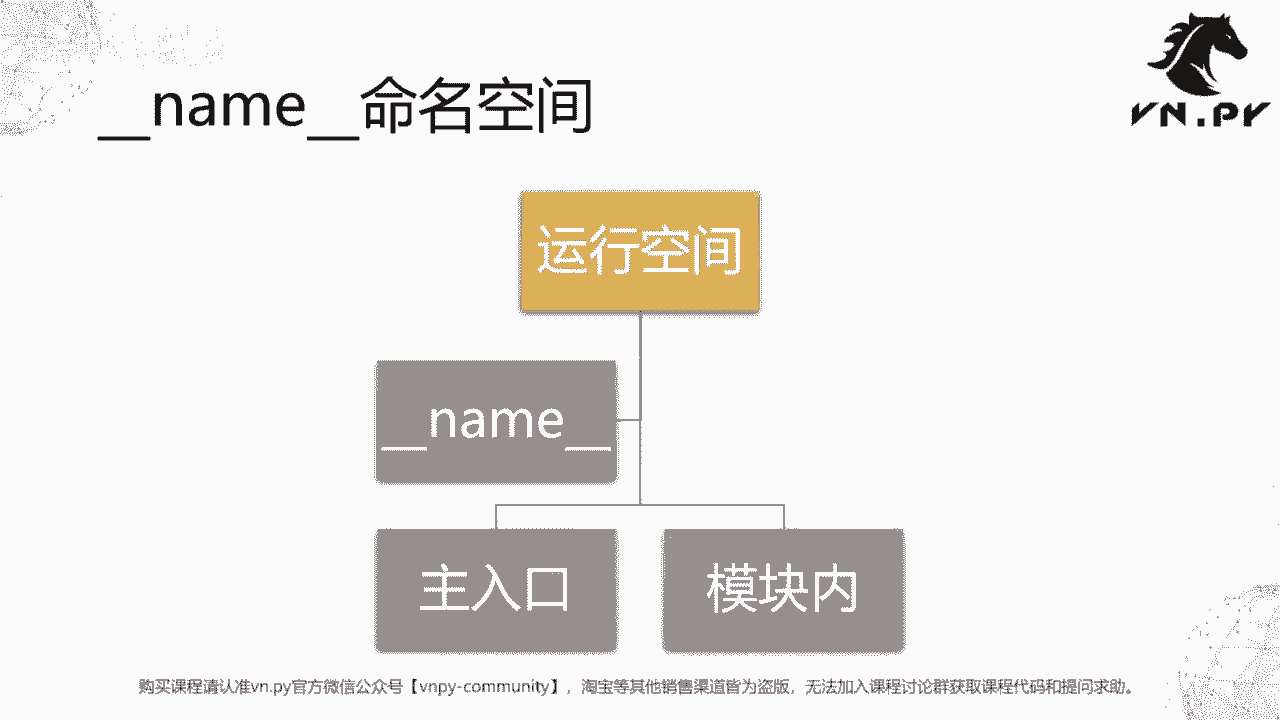 __name__命名空间
VN.PY
运行空间
__name__
主入口
模块内
购买课程请认准vn.py官方微信公众号【vnpy-community】，淘宝等其他销售渠道皆为盗版，无法加入课程讨论群获取课程代码和提问求助。